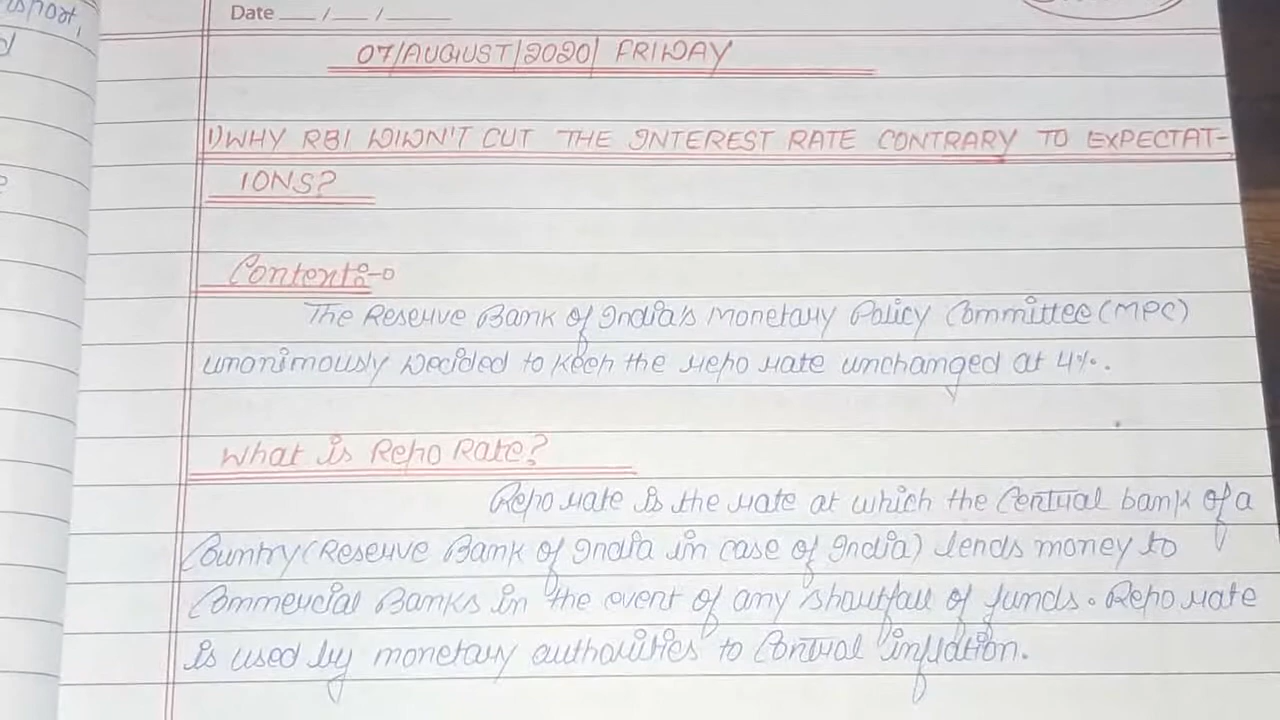 spost,
Date ___/___/_____
07/AUGUST/2020/ FRIDAY
1) WHY RBI DIDN'T CUT THE INTEREST RATE CONTRARY TO EXPECTAT-
IONS?
Content:-
The Reserve Bank of India's Monetary Policy Committee (MPC)
unanimously decided to keep the repo rate unchanged at 4%.
What is Repo Rate?
Repo rate is the rate at which the Central bank of a
Country (Reserve Bank of India in case of India) lends money to
Commercial Banks in the event of any shortfall of funds. Repo rate
is used by monetary authorities to Control inflation.